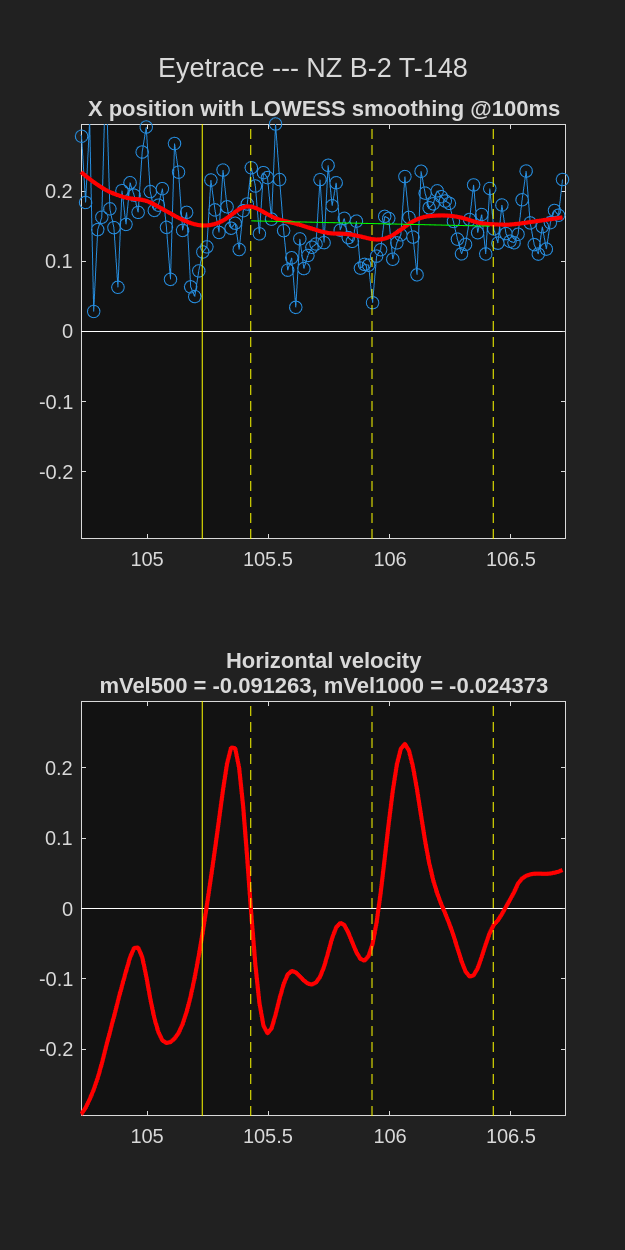 Eyetrace --- NZ B-2 T-148
X position with LOWESS smoothing @100ms
0.2
0.1
0
-0.1
-0.2
105 105.5 106 106.5
Horizontal velocity
mVel500 = -0.091263, mVel1000 = -0.024373
0.2
0.1
0
-0.1
-0.2
105 105.5 106 106.5